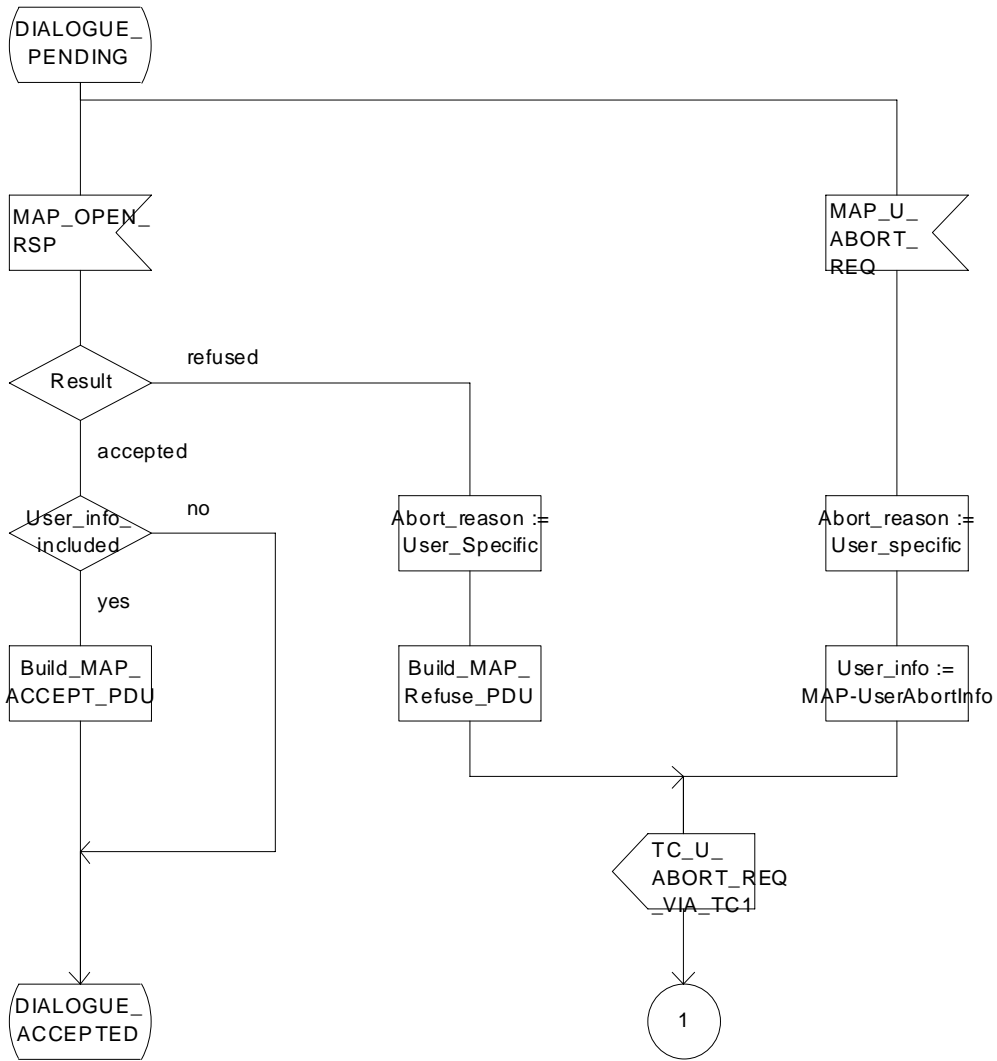 DIALOGUE_
PENDING
MAP_OPEN_
RSP
MAP_U_
ABORT_
REQ
Result
refused
accepted
User_info_
included
no
yes
Abort_reason :=
User_Specific
Abort_reason :=
User_specific
Build_MAP_
ACCEPT_PDU
Build_MAP_
Refuse_PDU
User_info :=
MAP-UserAbortInfo
TC_U_
ABORT_REQ
_VIA_TC1
DIALOGUE_
ACCEPTED
1